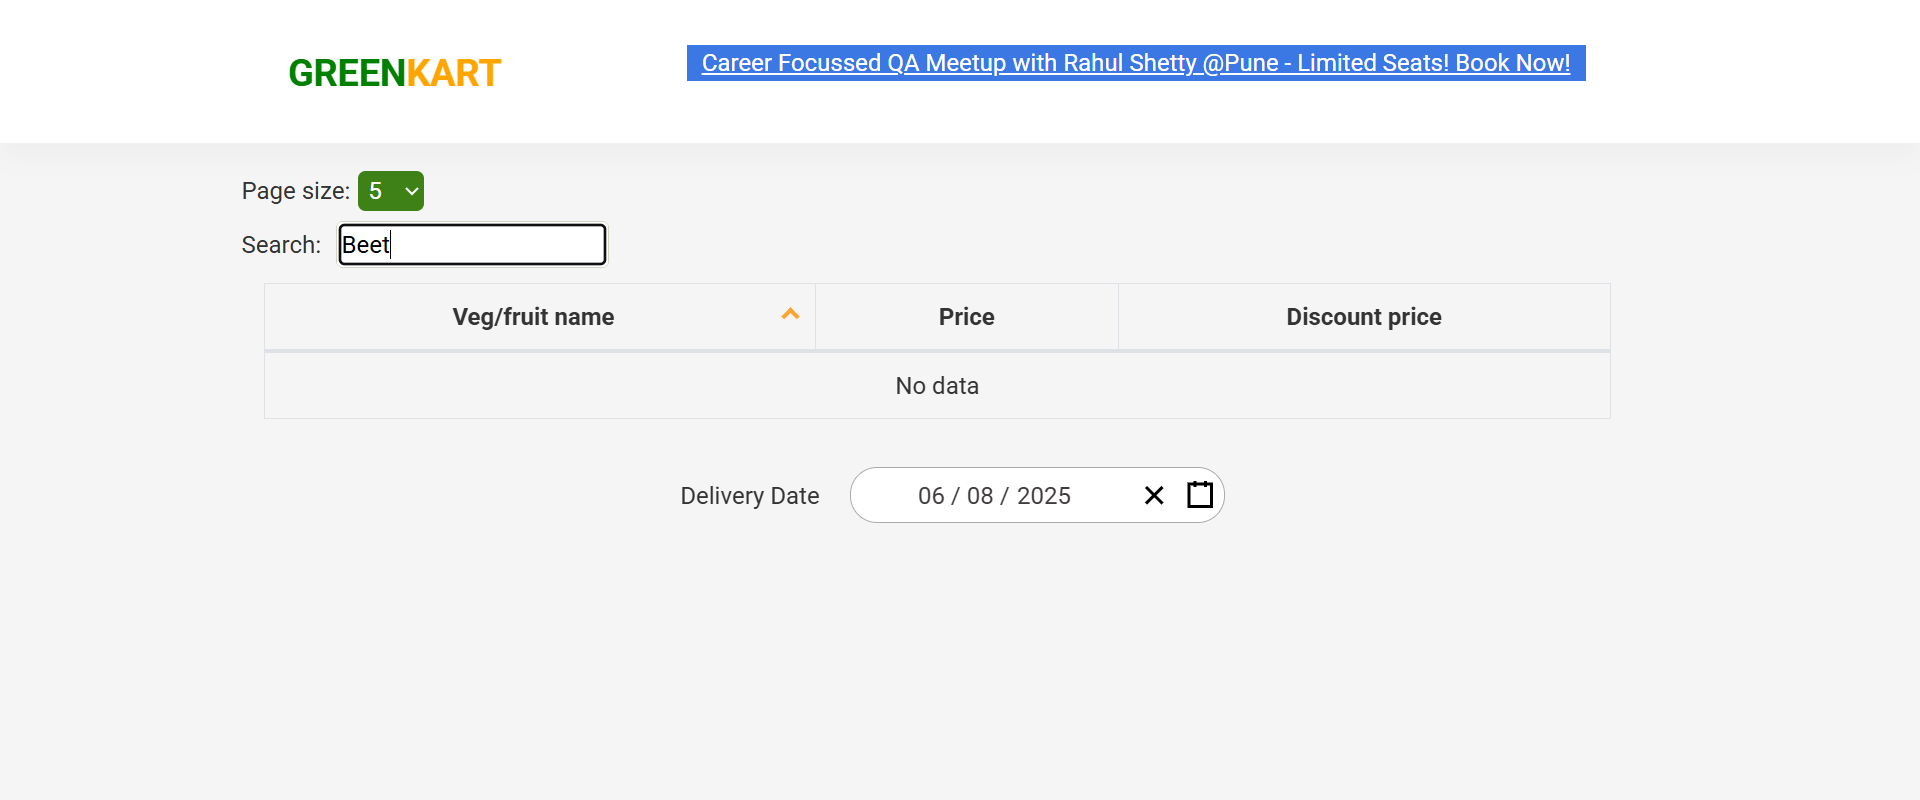 GREENKART
Career Focussed QA Meetup with Rahul Shetty @Pune - Limited Seats! Book Now!
Page size: 5
Search: Beet
Veg/fruit name Price Discount price
No data
Delivery Date 06 / 08 / 2025